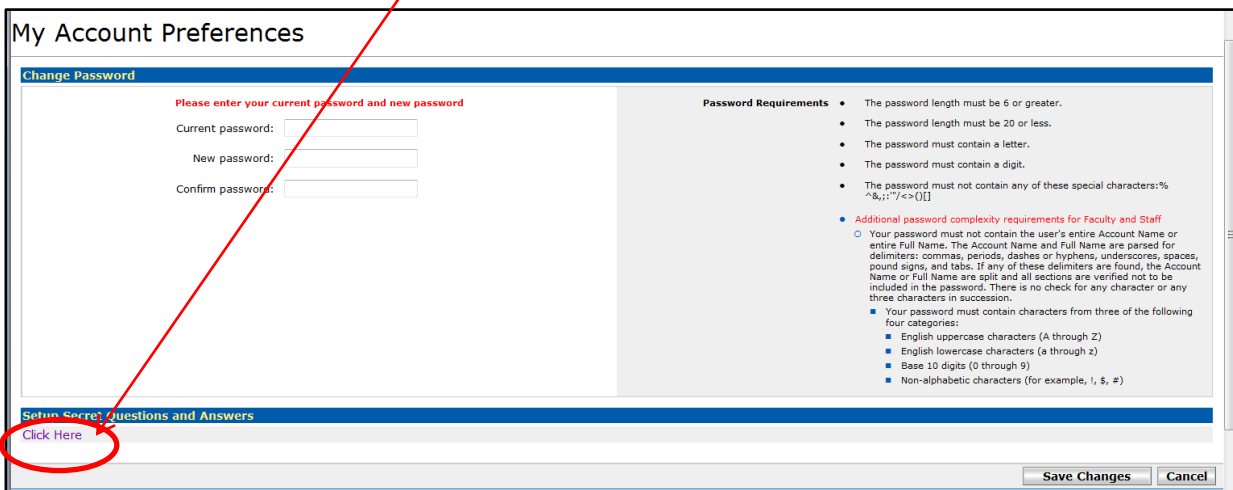 My Account Preferences
Change Password
Please enter your current password and new password
Current password:
New password:
Confirm password:
Password Requirements
The password length must be 6 or greater.
The password length must be 20 or less.
The password must contain a letter.
The password must contain a digit.
The password must not contain any of these special characters:%
^&,;:'"/<>()[]
Additional password complexity requirements for Faculty and Staff
Your password must not contain the user's entire Account Name or
entire Full Name. The Account Name and Full Name are parsed for
delimiters: commas, periods, dashes or hyphens, underscores, spaces,
pound signs, and tabs. If any of these delimiters are found, the Account
Name or Full Name are split and all sections are verified not to be
included in the password. There is no check for any character or any
three characters in succession.
Your password must contain characters from three of the following
four categories:
English uppercase characters (A through Z)
English lowercase characters (a through z)
Base 10 digits (0 through 9)
Non-alphabetic characters (for example, !, $, #)
Setup Secret Questions and Answers
Click Here
Save Changes
Cancel